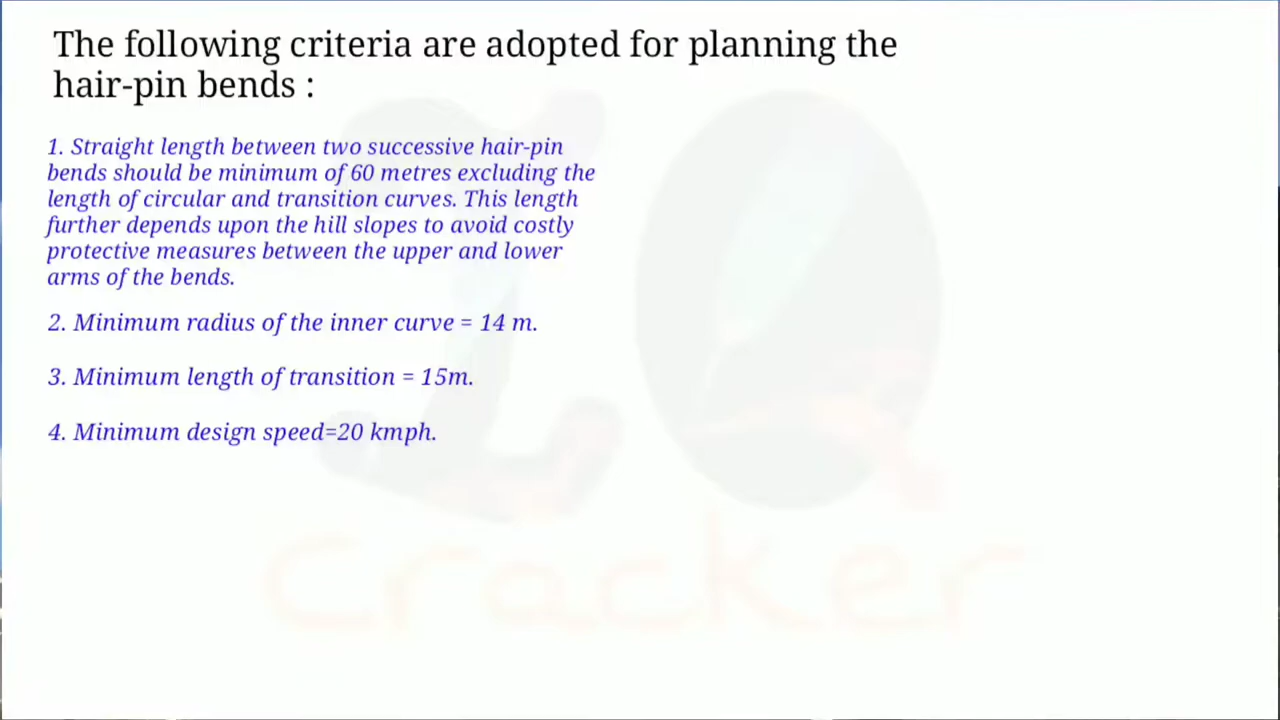 The following criteria are adopted for planning the
hair-pin bends :
1. Straight length between two successive hair-pin
bends should be minimum of 60 metres excluding the
length of circular and transition curves. This length
further depends upon the hill slopes to avoid costly
protective measures between the upper and lower
arms of the bends.
2. Minimum radius of the inner curve = 14 m.
3. Minimum length of transition = 15m.
4. Minimum design speed=20 kmph.
IQ
cracker